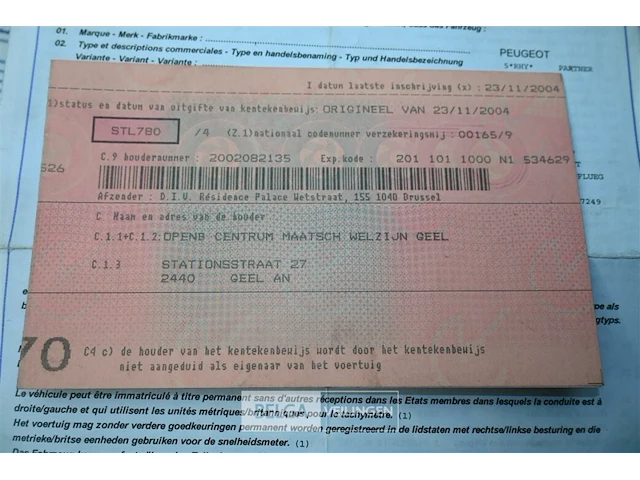 01. Marque - Merk - Fabrikmarke :
02. Type et descriptions commerciales - Type en handelsbenaming - Typ und Handelsbezeichnung
Variante - Variant - Variante :
PEUGEOT
5*RHY* PARTNER
I datum laatste inschrijving (x) : 23/11/2004
1)status en datum van uitgifte van kentekenbewijs: ORIGINEEL VAN 23/11/2004
STL780 /4 (Z.1)nationaal codenummer verzekeringsmij : 00165/9
C.9 houdernummer : 2002082135 Exp.kode : 201 101 1000 N1 534629
526
Afzender : D.I.V. Résidence Palace Wetstraat, 155 1040 Brussel
7249
C Naam en adres van de houder
C.1.1+C.1.2:OPENB CENTRUM MAATSCH WELZIJN GEEL
C.1.3 STATIONSSTRAAT 27
2440 GEEL AN
70
C4 c) de houder van het kentekenbewijs wordt door het kentekenbewijs
niet aangeduid als eigenaar van het voertuig
BELGA VEILINGEN
Le véhicule peut être immatriculé à titre permanent sans d'autres réceptions dans les Etats membres dans lesquels la conduite est à
droite/gauche et qui utilisent les unités métriques/britanniques pour le tachymètre. (1)
Het voertuig mag zonder verdere goedkeuringen permanent worden geregistreerd in de lidstaten met rechtse/linkse besturing en die
metrieke/britse eenheden gebruiken voor de snelheidsmeter. (1)